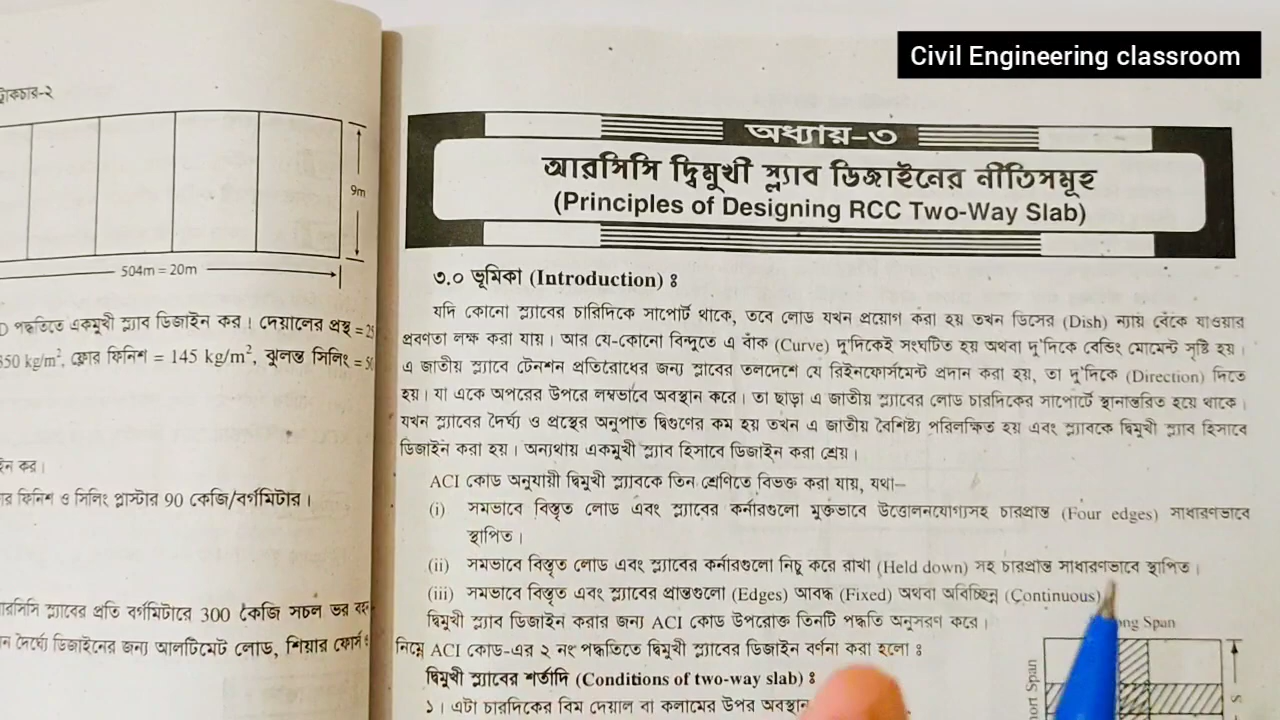 Civil Engineering classroom
9m
504m = 20m
পদ্ধতিতে একমুখী স্ল্যাব ডিজাইন কর। দেয়ালের প্রস্থ =
350 kg/m², ফ্লোর ফিনিশ = 145 kg/m², ঝুলন্ত সিলিং =
কর।
ফিনিশ ও সিলিং প্লাস্টার 90 কেজি/বর্গমিটার।
স্ল্যাবের প্রতি বর্গমিটারে 300 কেজি সচল ভর
দৈর্ঘ্যে ডিজাইনের জন্য আলটিমেট লোড, শিয়ার ফোর্স
অধ্যায়-৩
আরসিসি দ্বিমুখী স্ল্যাব ডিজাইনের নীতিসমূহ
(Principles of Designing RCC Two-Way Slab)
৩.০ ভূমিকা (Introduction) ঃ
যদি কোনো স্ল্যাবের চারিদিকে সাপোর্ট থাকে, তবে লোড যখন প্রয়োগ করা হয় তখন ডিসের (Dish) ন্যায় বেঁকে যাওয়ার
প্রবণতা লক্ষ করা যায়। আর যে-কোনো বিন্দুতে এ বাঁক (Curve) দু'দিকেই সংঘটিত হয় অথবা দু'দিকে বেন্ডিং মোমেন্ট সৃষ্টি হয়।
এ জাতীয় স্ল্যাবে টেনশন প্রতিরোধের জন্য স্লাবের তলদেশে যে রিইনফোর্সমেন্ট প্রদান করা হয়, তা দু'দিকে (Direction) দিতে
হয়। যা একে অপরের উপরে লম্বভাবে অবস্থান করে। তা ছাড়া এ জাতীয় স্ল্যাবের লোড চারদিকের সাপোর্টে স্থানান্তরিত হয়ে থাকে।
যখন স্ল্যাবের দৈর্ঘ্য ও প্রস্থের অনুপাত দ্বিগুণের কম হয় তখন এ জাতীয় বৈশিষ্ট্য পরিলক্ষিত হয় এবং স্ল্যাবকে দ্বিমুখী স্ল্যাব হিসাবে
ডিজাইন করা হয়। অন্যথায় একমুখী স্ল্যাব হিসাবে ডিজাইন করা শ্রেয়।
ACI কোড অনুযায়ী দ্বিমুখী স্ল্যাবকে তিন শ্রেণিতে বিভক্ত করা যায়, যথা—
(i) সমভাবে বিস্তৃত লোড এবং স্ল্যাবের কর্নারগুলো মুক্তভাবে উত্তোলনযোগ্যসহ চারপ্রান্ত (Four edges) সাধারণভাবে
স্থাপিত।
(ii) সমভাবে বিস্তৃত লোড এবং স্ল্যাবের কর্নারগুলো নিচু করে রাখা (Held down) সহ চারপ্রান্ত সাধারণভাবে স্থাপিত।
(iii) সমভাবে বিস্তৃত এবং স্ল্যাবের প্রান্তগুলো (Edges) আবদ্ধ (Fixed) অথবা অবিচ্ছিন্ন (Continuous)
দ্বিমুখী স্ল্যাব ডিজাইন করার জন্য ACI কোড উপরোক্ত তিনটি পদ্ধতি অনুসরণ করে।
Span
নিম্নে ACI কোড-এর ২ নং পদ্ধতিতে দ্বিমুখী স্ল্যাবের ডিজাইন বর্ণনা করা হলো ঃ
দ্বিমুখী স্ল্যাবের শর্তাদি (Conditions of two-way slab) ঃ
Span
১। এটা চারদিকের বিম দেয়াল বা কলামের উপর অবস্থান